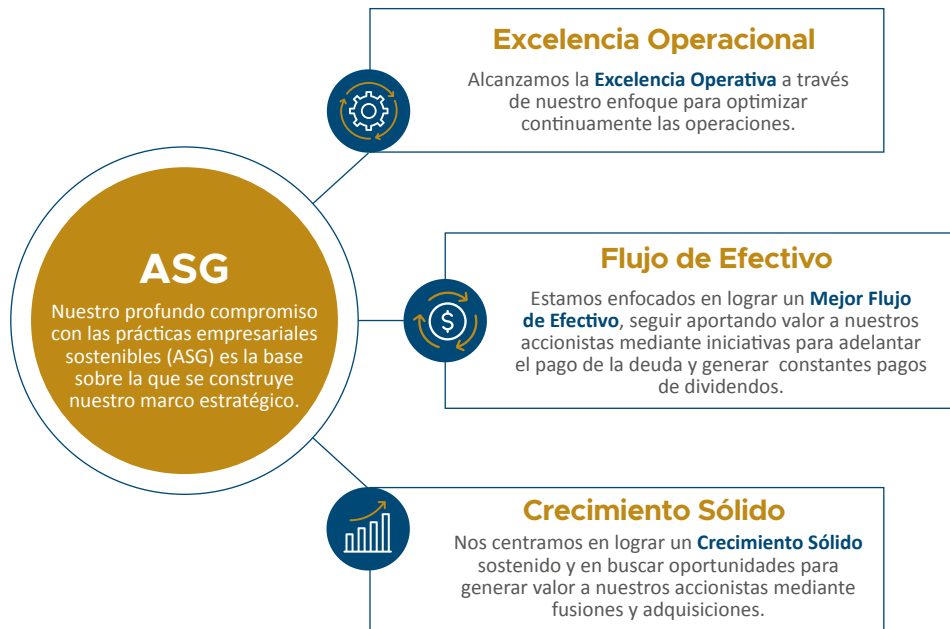 Excelencia Operacional
Alcanzamos la Excelencia Operativa a través
de nuestro enfoque para optimizar
continuamente las operaciones.
ASG
Nuestro profundo compromiso
con las prácticas empresariales
sostenibles (ASG) es la base
sobre la que se construye
nuestro marco estratégico.
Flujo de Efectivo
Estamos enfocados en lograr un Mejor Flujo
de Efectivo, seguir aportando valor a nuestros
accionistas mediante iniciativas para adelantar
el pago de la deuda y generar constantes pagos
de dividendos.
$
Crecimiento Sólido
Nos centramos en lograr un Crecimiento Sólido
sostenido y en buscar oportunidades para
generar valor a nuestros accionistas mediante
fusiones y adquisiciones.